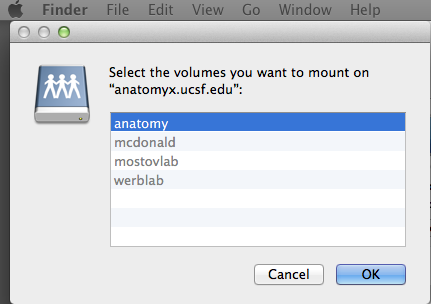 Finder File Edit View Go Window Help
Select the volumes you want to mount on
“anatomyx.ucsf.edu”:
anatomy
mcdonald
mostovlab
werblab
Cancel OK